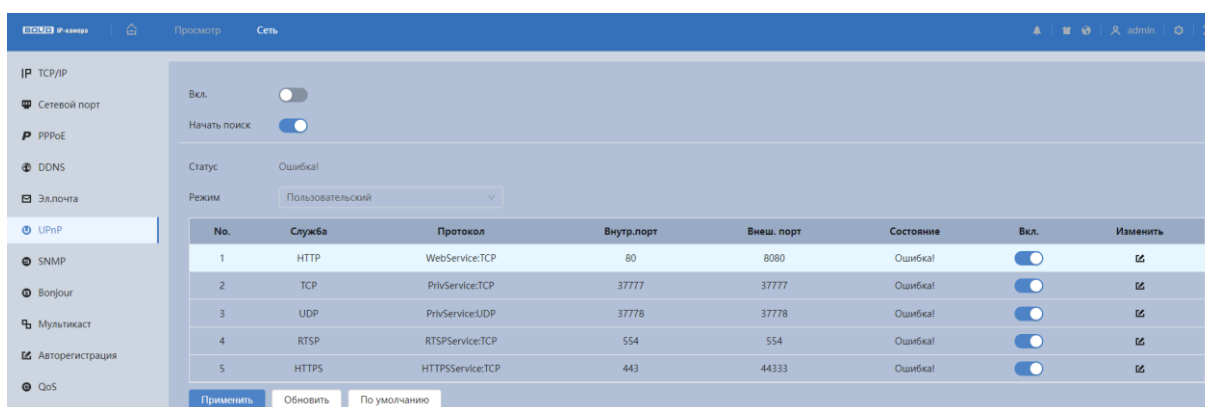 BOLID IP-камера Просмотр Сеть admin
IP TCP/IP
Сетевой порт
PPPoE
DDNS
Эл.почта
UPnP
SNMP
Bonjour
Мультикаст
Авторегистрация
QoS
Вкл.
Начать поиск
Статус Ошибка!
Режим Пользовательский
No. Служба Протокол Внутр.порт Внеш. порт Состояние Вкл. Изменить
1 HTTP WebService:TCP 80 8080 Ошибка!
2 TCP PrivService:TCP 37777 37777 Ошибка!
3 UDP PrivService:UDP 37778 37778 Ошибка!
4 RTSP RTSPService:TCP 554 554 Ошибка!
5 HTTPS HTTPSService:TCP 443 44333 Ошибка!
Применить Обновить По умолчанию